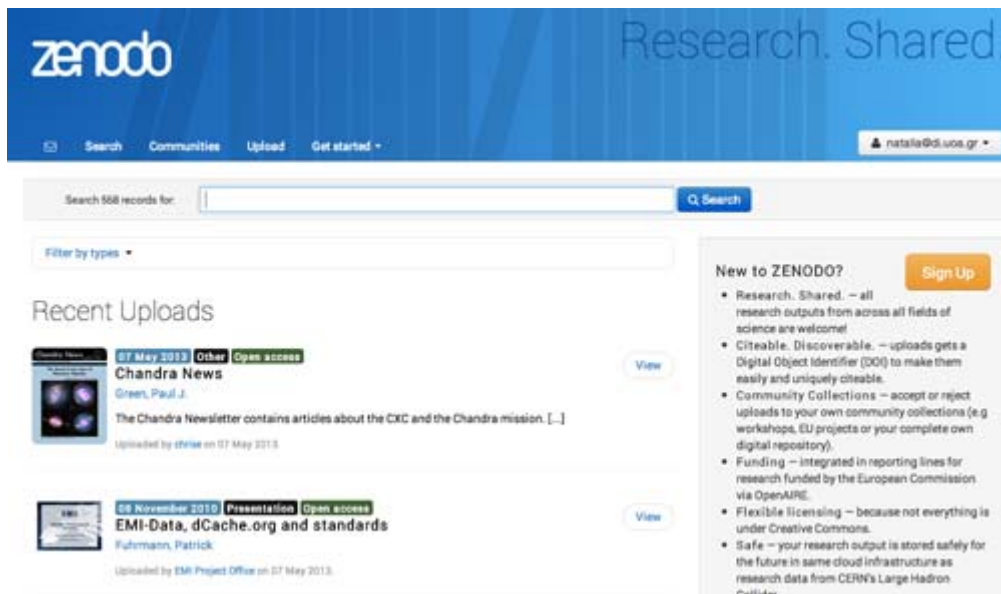 zenodo
Research. Shared.
Search Communities Upload Get started
natalia@di.uoa.gr
Search 558 records for:
Search
Filter by types
Recent Uploads
07 May 2013 Other Open access
Chandra News
Green, Paul J.
The Chandra Newsletter contains articles about the CXC and the Chandra mission. [...]
Uploaded by chrise on 07 May 2013.
View
08 November 2010 Presentation Open access
EMI-Data, dCache.org and standards
Fuhrmann, Patrick
Uploaded by EMI Project Office on 07 May 2013.
View
New to ZENODO?
Sign Up
Research. Shared. — all
research outputs from across all fields of
science are welcome!
Citeable. Discoverable. — uploads gets a
Digital Object Identifier (DOI) to make them
easily and uniquely citeable.
Community Collections — accept or reject
uploads to your own community collections (e.g
workshops, EU projects or your complete own
digital repository).
Funding — integrated in reporting lines for
research funded by the European Commission
via OpenAIRE.
Flexible licensing — because not everything is
under Creative Commons.
Safe — your research output is stored safely for
the future in same cloud infrastructure as
research data from CERN's Large Hadron
Collider.